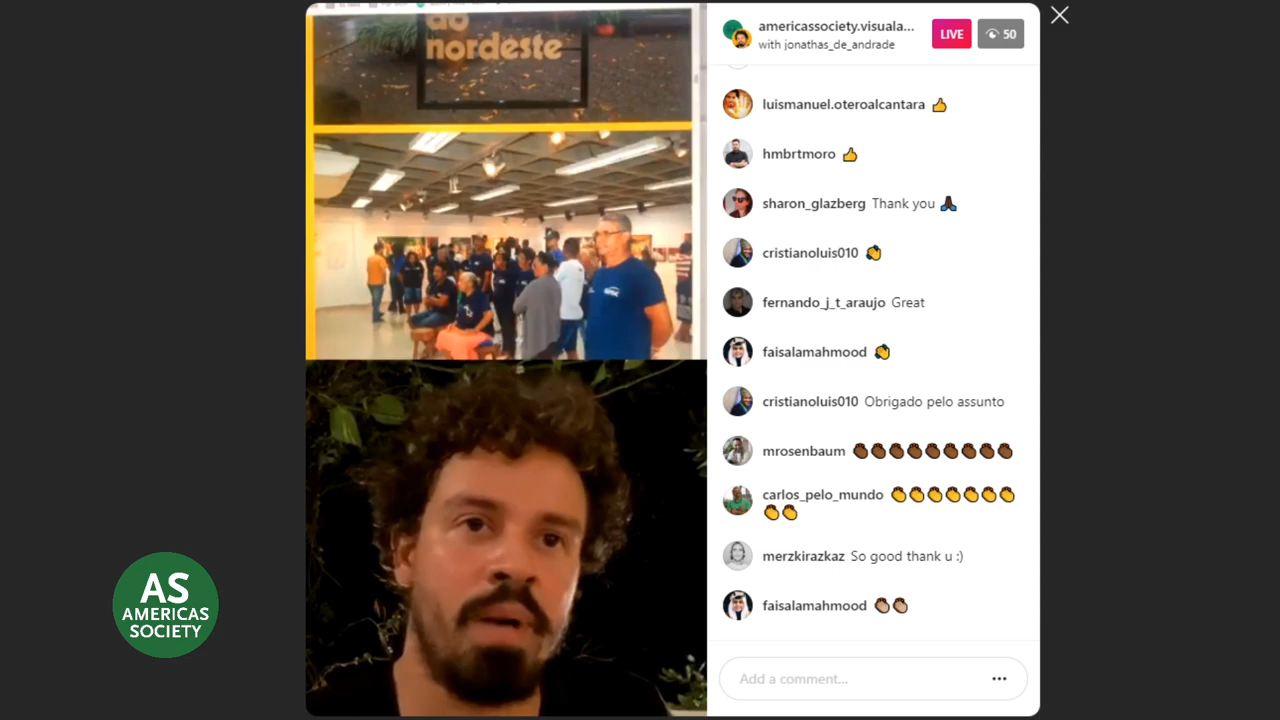 do
nordeste
americassociety.visuala...
with jonathas_de_andrade
LIVE
50
luismanuel.oteroalcantara 👍
hmbrtmoro 👍
sharon_glazberg Thank you 🙏🏿
cristianoluis010 👏
fernando_j_t_araujo Great
faisalamahmood 👏
cristianoluis010 Obrigado pelo assunto
mrosenbaum 👏🏾👏🏾👏🏾👏🏾👏🏾👏🏾👏🏾👏🏾👏🏾
carlos_pelo_mundo 👏👏👏👏👏👏👏
👏👏
merzkirazkaz So good thank u :)
faisalamahmood 👏🏼👏🏼
Add a comment...
AS
AMERICAS
SOCIETY